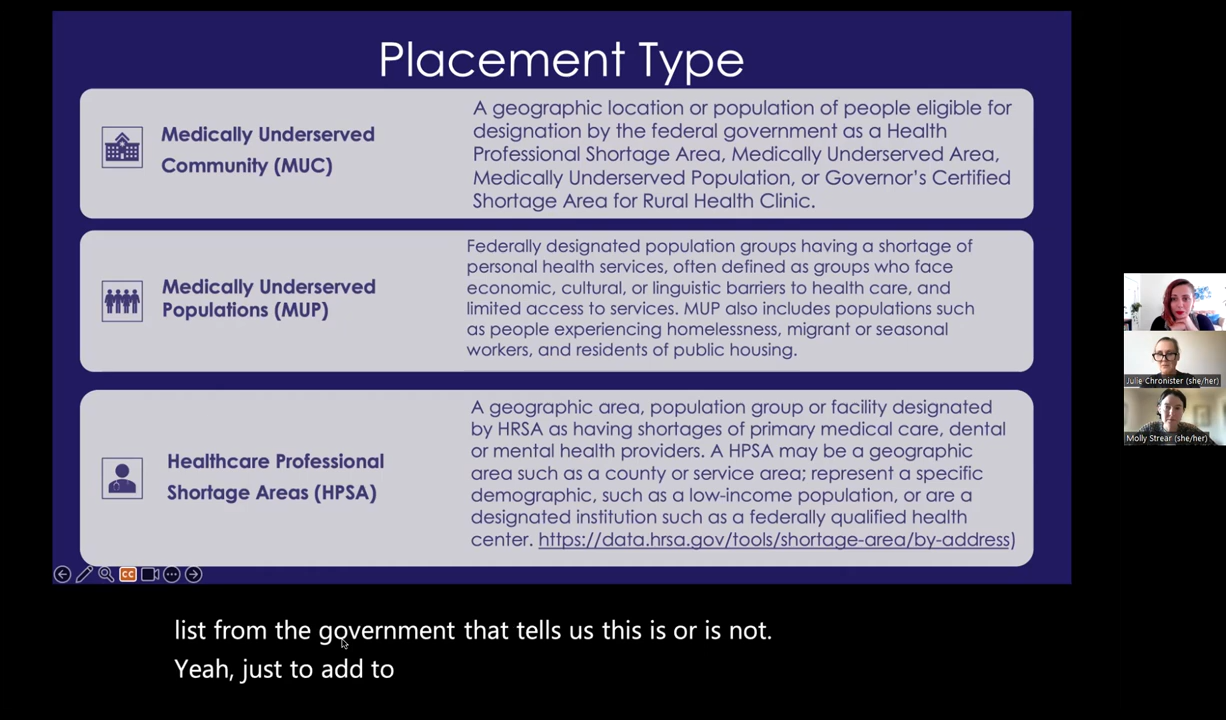 Placement Type
Medically Underserved
Community (MUC)
A geographic location or population of people eligible for
designation by the federal government as a Health
Professional Shortage Area, Medically Underserved Area,
Medically Underserved Population, or Governor's Certified
Shortage Area for Rural Health Clinic.
Medically Underserved
Populations (MUP)
Federally designated population groups having a shortage of
personal health services, often defined as groups who face
economic, cultural, or linguistic barriers to health care, and
limited access to services. MUP also includes populations such
as people experiencing homelessness, migrant or seasonal
workers, and residents of public housing.
Healthcare Professional
Shortage Areas (HPSA)
A geographic area, population group or facility designated
by HRSA as having shortages of primary medical care, dental
or mental health providers. A HPSA may be a geographic
area such as a county or service area; represent a specific
demographic, such as a low-income population, or are a
designated institution such as a federally qualified health
center. https://data.hrsa.gov/tools/shortage-area/by-address)
CC
Julie Chronister (she/her)
Molly Strear (she/her)
list from the government that tells us this is or is not.
Yeah, just to add to